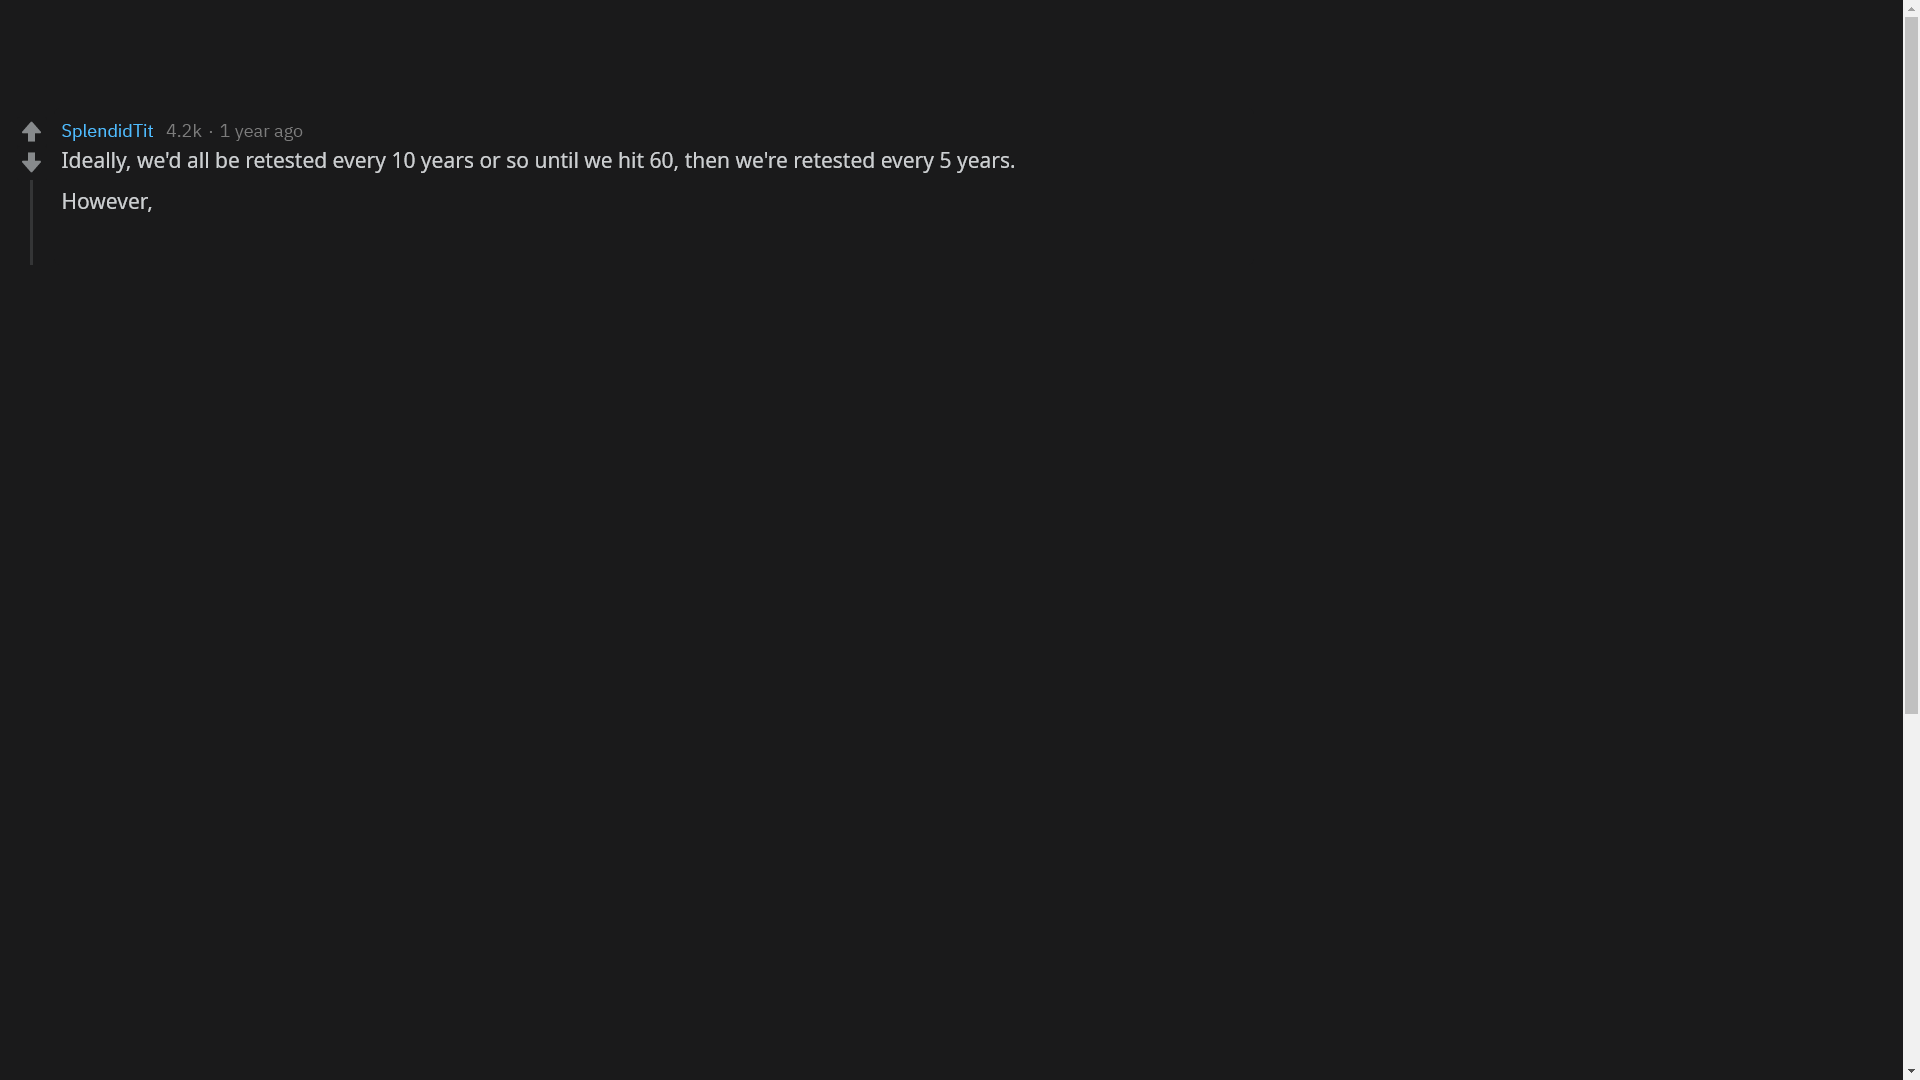 SplendidTit 4.2k · 1 year ago
Ideally, we'd all be retested every 10 years or so until we hit 60, then we're retested every 5 years.
However,